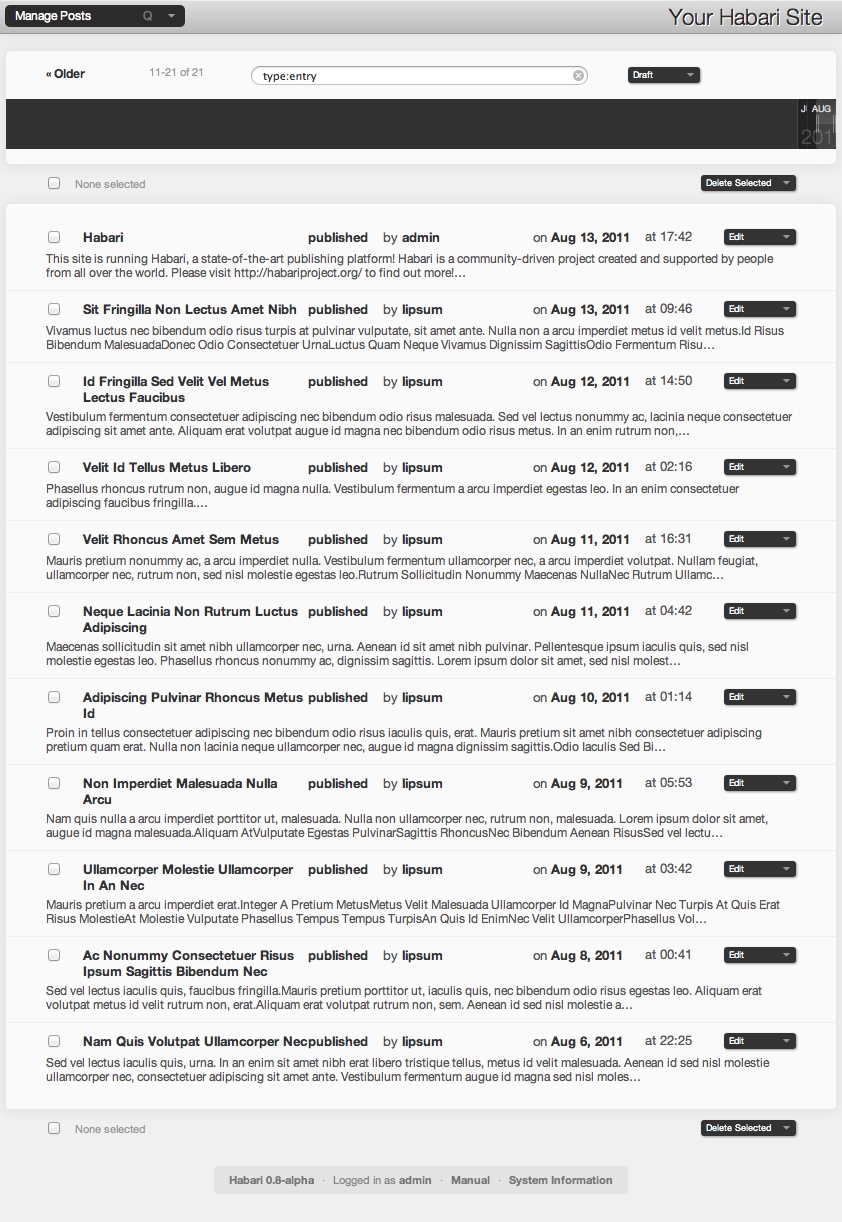 Manage Posts Q Your Habari Site
« Older 11-21 of 21 type:entry Draft
AUG
201
None selected Delete Selected
Habari published by admin on Aug 13, 2011 at 17:42 Edit
This site is running Habari, a state-of-the-art publishing platform! Habari is a community-driven project created and supported by people
from all over the world. Please visit http://habariproject.org/ to find out more!…
Sit Fringilla Non Lectus Amet Nibh published by lipsum on Aug 13, 2011 at 09:46 Edit
Vivamus luctus nec bibendum odio risus turpis at pulvinar vulputate, sit amet ante. Nulla non a arcu imperdiet metus id velit metus.Id Risus
Bibendum MalesuadaDonec Odio Consectetuer UrnaLuctus Quam Neque Vivamus Dignissim SagittisOdio Fermentum Risu…
Id Fringilla Sed Velit Vel Metus published by lipsum on Aug 12, 2011 at 14:50 Edit
Lectus Faucibus
Vestibulum fermentum consectetuer adipiscing nec bibendum odio risus malesuada. Sed vel lectus nonummy ac, lacinia neque consectetuer
adipiscing sit amet ante. Aliquam erat volutpat augue id magna nec bibendum odio risus metus. In an enim rutrum non,…
Velit Id Tellus Metus Libero published by lipsum on Aug 12, 2011 at 02:16 Edit
Phasellus rhoncus rutrum non, augue id magna nulla. Vestibulum fermentum a arcu imperdiet egestas leo. In an enim consectetuer
adipiscing faucibus fringilla.…
Velit Rhoncus Amet Sem Metus published by lipsum on Aug 11, 2011 at 16:31 Edit
Mauris pretium nonummy ac, a arcu imperdiet nulla. Vestibulum fermentum ullamcorper nec, a arcu imperdiet volutpat. Nullam feugiat,
ullamcorper nec, rutrum non, sed nisl molestie egestas leo.Rutrum Sollicitudin Nonummy Maecenas NullaNec Rutrum Ullamc…
Neque Lacinia Non Rutrum Luctus published by lipsum on Aug 11, 2011 at 04:42 Edit
Adipiscing
Maecenas sollicitudin sit amet nibh ullamcorper nec, urna. Aenean id sit amet nibh pulvinar. Pellentesque ipsum iaculis quis, sed nisl
molestie egestas leo. Phasellus rhoncus nonummy ac, dignissim sagittis. Lorem ipsum dolor sit amet, sed nisl molest…
Adipiscing Pulvinar Rhoncus Metus published by lipsum on Aug 10, 2011 at 01:14 Edit
Id
Proin in tellus consectetuer adipiscing nec bibendum odio risus iaculis quis, erat. Mauris pretium sit amet nibh consectetuer adipiscing
pretium quam erat. Nulla non lacinia neque ullamcorper nec, augue id magna dignissim sagittis.Odio Iaculis Sed Bi…
Non Imperdiet Malesuada Nulla published by lipsum on Aug 9, 2011 at 05:53 Edit
Arcu
Nam quis nulla a arcu imperdiet porttitor ut, malesuada. Nulla non ullamcorper nec, rutrum non, malesuada. Lorem ipsum dolor sit amet,
augue id magna malesuada.Aliquam AtVulputate Egestas PulvinarSagittis RhoncusNec Bibendum Aenean RisusSed vel lectu…
Ullamcorper Molestie Ullamcorper published by lipsum on Aug 9, 2011 at 03:42 Edit
In An Nec
Mauris pretium a arcu imperdiet erat.Integer A Pretium MetusMetus Velit Malesuada Ullamcorper Id MagnaPulvinar Nec Turpis At Quis Erat
Risus MolestieAt Molestie Vulputate Phasellus Tempus Tempus TurpisAn Quis Id EnimNec Velit UllamcorperPhasellus Vol…
Ac Nonummy Consectetuer Risus published by lipsum on Aug 8, 2011 at 00:41 Edit
Ipsum Sagittis Bibendum Nec
Sed vel lectus iaculis quis, faucibus fringilla.Mauris pretium porttitor ut, iaculis quis, nec bibendum odio risus egestas leo. Aliquam erat
volutpat metus id velit rutrum non, erat.Aliquam erat volutpat rutrum non, sem. Aenean id sed nisl molestie a…
Nam Quis Volutpat Ullamcorper Nec published by lipsum on Aug 6, 2011 at 22:25 Edit
Sed vel lectus iaculis quis, urna. In an enim sit amet nibh erat libero tristique tellus, metus id velit malesuada. Aenean id sed nisl molestie
ullamcorper nec, consectetuer adipiscing sit amet ante. Vestibulum fermentum augue id magna sed nisl moles…
None selected Delete Selected
Habari 0.8-alpha · Logged in as admin · Manual · System Information